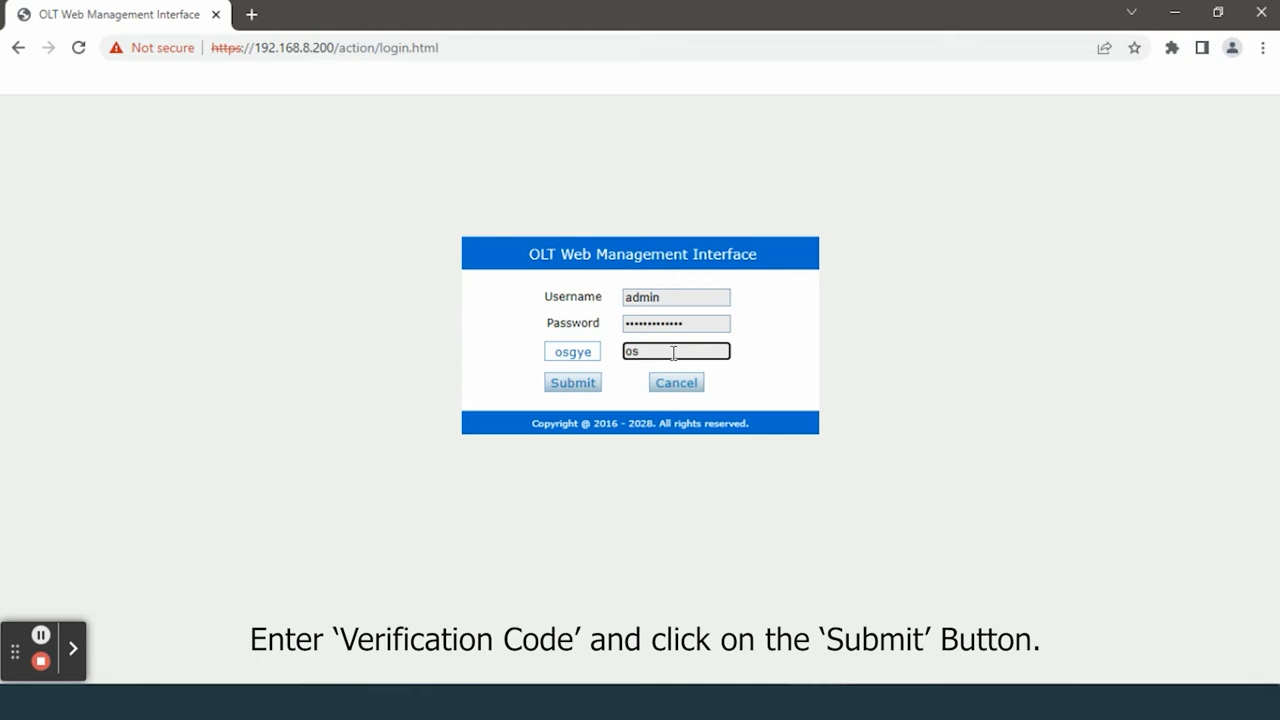 OLT Web Management Interface
Not secure
https://192.168.8.200/action/login.html
OLT Web Management Interface
Username admin
Password •••••••••••••
osgye os
Submit Cancel
Copyright @ 2016 - 2028. All rights reserved.
Enter ‘Verification Code’ and click on the ‘Submit’ Button.